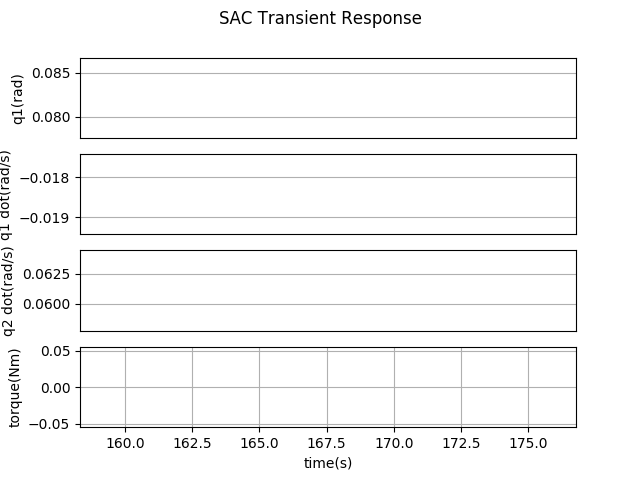 SAC Transient Response
q1(rad)
0.085
0.080
q1 dot(rad/s)
−0.018
−0.019
q2 dot(rad/s)
0.0625
0.0600
torque(Nm)
0.05
0.00
−0.05
160.0 162.5 165.0 167.5 170.0 172.5 175.0
time(s)